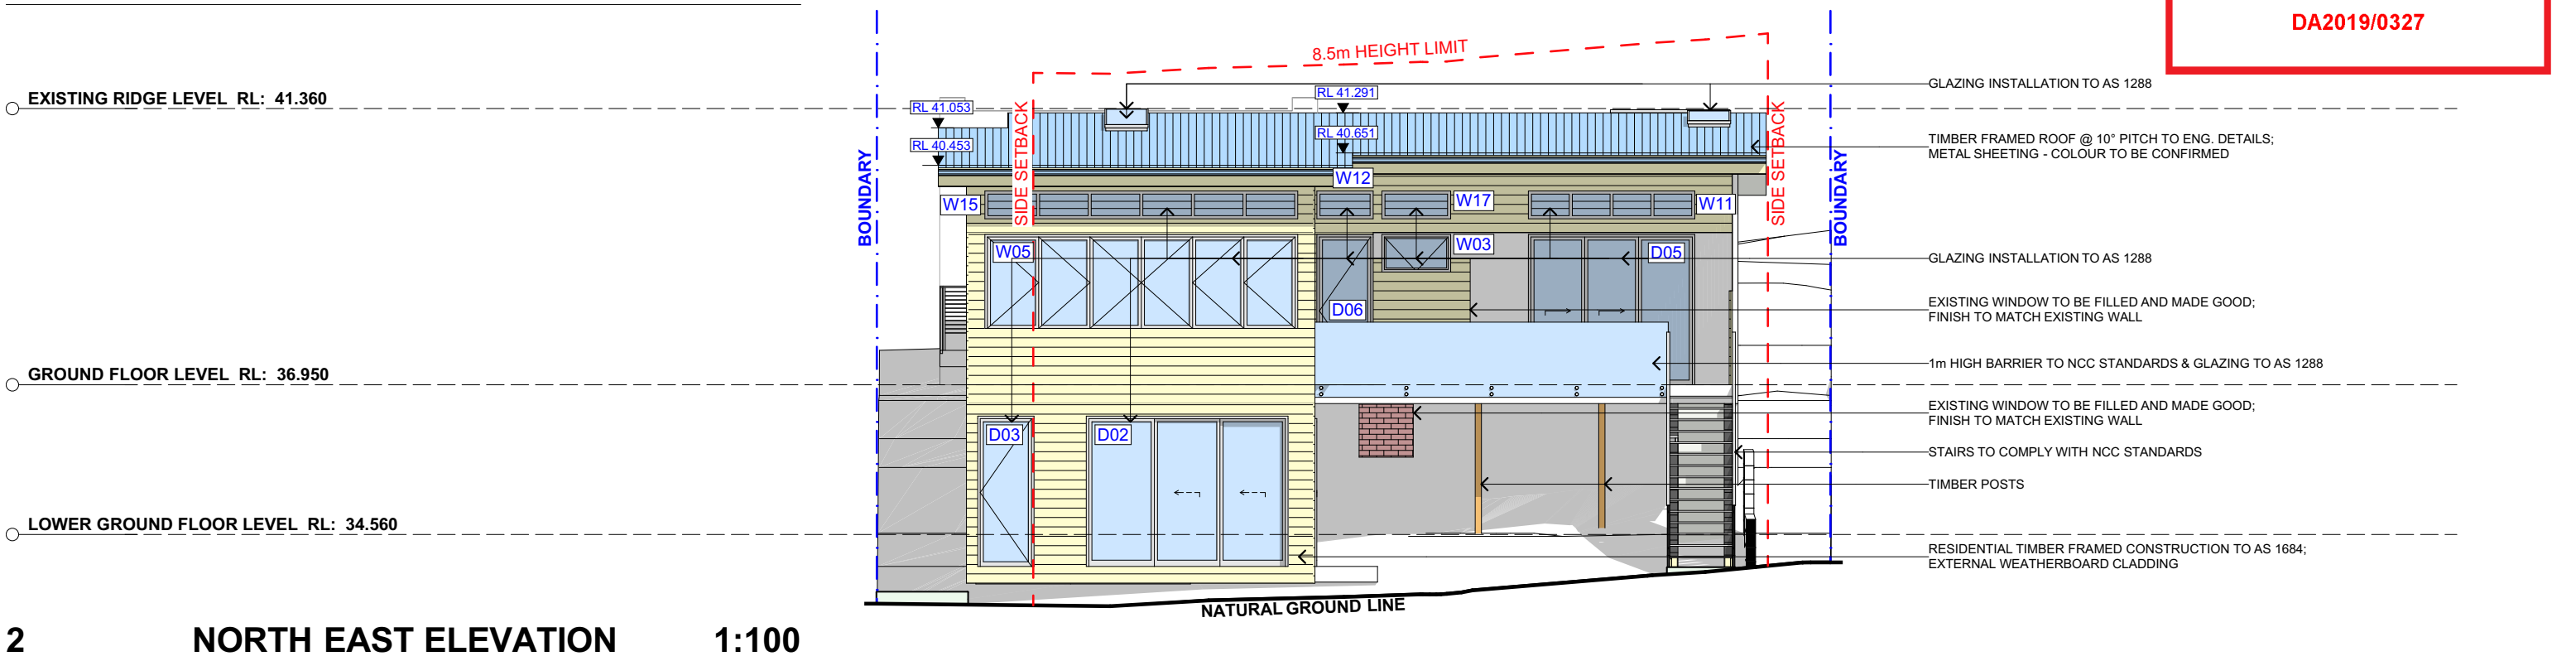 DA2019/0327
8.5m HEIGHT LIMIT
EXISTING RIDGE LEVEL RL: 41.360
GLAZING INSTALLATION TO AS 1288
RL 41.053
RL 41.291
RL 40.453
RL 40.651
TIMBER FRAMED ROOF @ 10° PITCH TO ENG. DETAILS;
METAL SHEETING - COLOUR TO BE CONFIRMED
BOUNDARY
SIDE SETBACK
SIDE SETBACK
BOUNDARY
W12
W15
W17
W11
W05
W03
D05
GLAZING INSTALLATION TO AS 1288
D06
EXISTING WINDOW TO BE FILLED AND MADE GOOD;
FINISH TO MATCH EXISTING WALL
1m HIGH BARRIER TO NCC STANDARDS & GLAZING TO AS 1288
GROUND FLOOR LEVEL RL: 36.950
EXISTING WINDOW TO BE FILLED AND MADE GOOD;
FINISH TO MATCH EXISTING WALL
D03
D02
STAIRS TO COMPLY WITH NCC STANDARDS
TIMBER POSTS
LOWER GROUND FLOOR LEVEL RL: 34.560
RESIDENTIAL TIMBER FRAMED CONSTRUCTION TO AS 1684;
EXTERNAL WEATHERBOARD CLADDING
NATURAL GROUND LINE
2 NORTH EAST ELEVATION 1:100